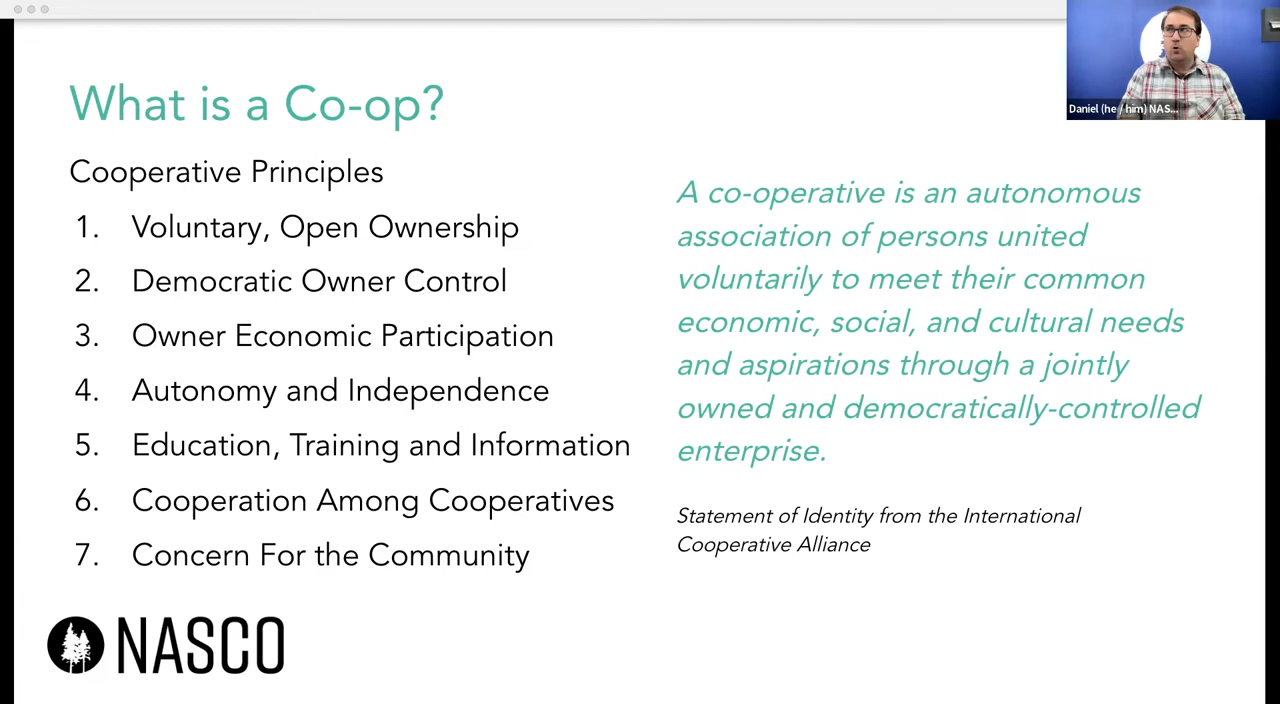 What is a Co-op?
Cooperative Principles
1. Voluntary, Open Ownership
2. Democratic Owner Control
3. Owner Economic Participation
4. Autonomy and Independence
5. Education, Training and Information
6. Cooperation Among Cooperatives
7. Concern For the Community
A co-operative is an autonomous
association of persons united
voluntarily to meet their common
economic, social, and cultural needs
and aspirations through a jointly
owned and democratically-controlled
enterprise.
Statement of Identity from the International
Cooperative Alliance
NASCO
Daniel (he / him) NAS...